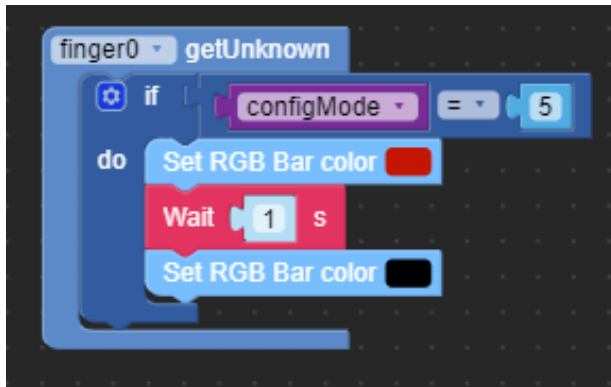 finger0 getUnknown
if configMode = 5
do Set RGB Bar color
Wait 1 s
Set RGB Bar color